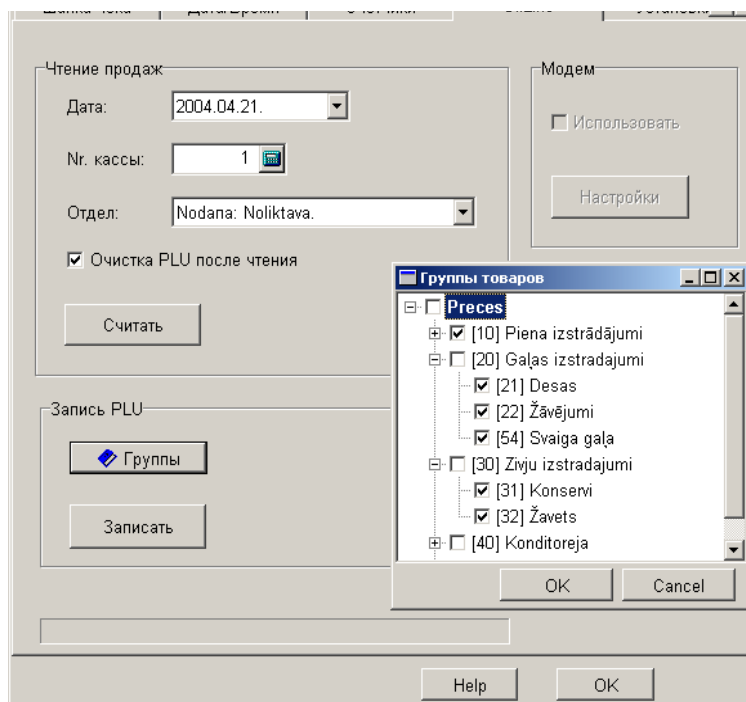 Чтение продаж
Модем
Дата:
2004.04.21.
Использовать
Nr. кассы:
1
Настройки
Отдел:
Nodaпa: Noliktava.
Очистка PLU после чтения
Группы товаров
Preces
Считать
[10] Piena izstrādājumi
[20] Gaļas izstradajumi
[21] Desas
[22] Žāvējumi
[54] Svaiga gaļa
[30] Zivju izstradajumi
[31] Konservi
[32] Žavets
[40] Konditoreja
Запись PLU
Группы
Записать
OK
Cancel
Help
OK